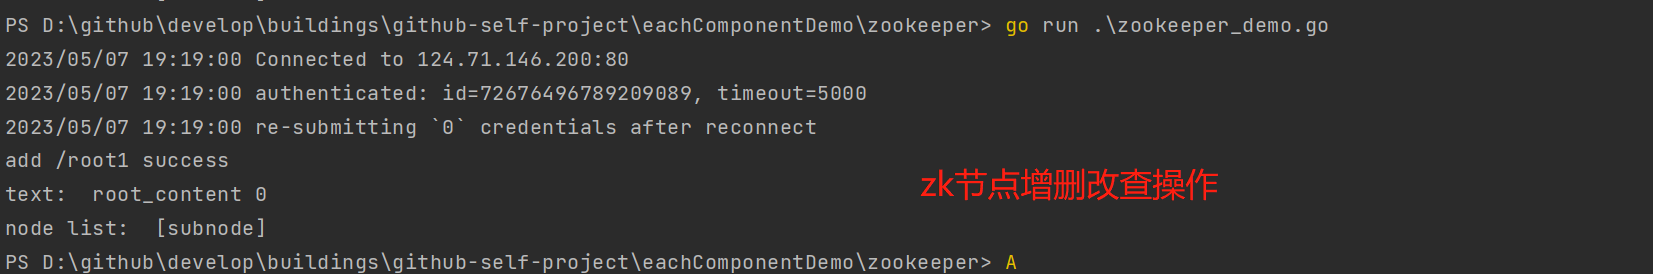 PS D:\github\develop\buildings\github-self-project\eachComponentDemo\zookeeper> go run .\zookeeper_demo.go
2023/05/07 19:19:00 Connected to 124.71.146.200:80
2023/05/07 19:19:00 authenticated: id=72676496789209089, timeout=5000
2023/05/07 19:19:00 re-submitting `0` credentials after reconnect
add /root1 success
text:  root_content 0
zk节点增删改查操作
node list:  [subnode]
PS D:\github\develop\buildings\github-self-project\eachComponentDemo\zookeeper> A